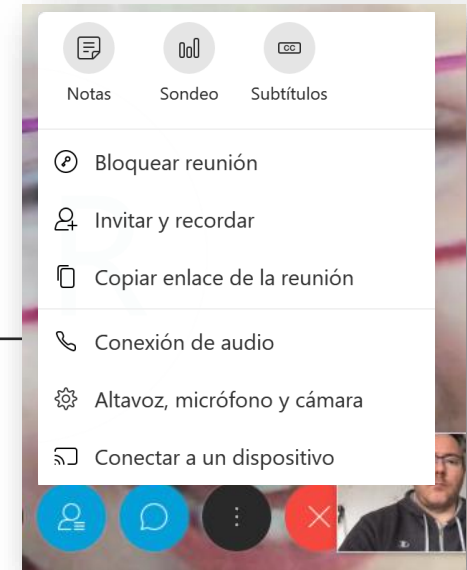 CC
Notas Sondeo Subtítulos
Bloquear reunión
Invitar y recordar
Copiar enlace de la reunión
Conexión de audio
Altavoz, micrófono y cámara
Conectar a un dispositivo